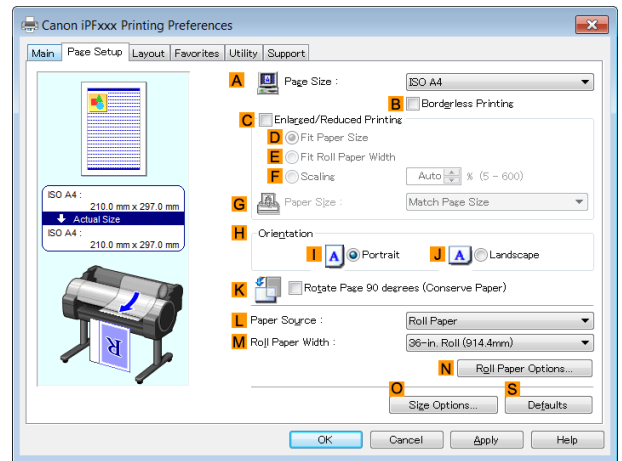 Canon iPFxxx Printing Preferences
Main Page Setup Layout Favorites Utility Support
A Page Size : ISO A4
B Borderless Printing
C Enlarged/Reduced Printing
D Fit Paper Size
E Fit Roll Paper Width
F Scaling Auto % (5 - 600)
G Paper Size : Match Page Size
ISO A4 :
210.0 mm x 297.0 mm
Actual Size
ISO A4 :
210.0 mm x 297.0 mm
H Orientation
I A Portrait J A Landscape
K Rotate Page 90 degrees (Conserve Paper)
R
L Paper Source : Roll Paper
M Roll Paper Width : 36-in. Roll (914.4mm)
N Roll Paper Options...
O S
Size Options... Defaults
OK Cancel Apply Help